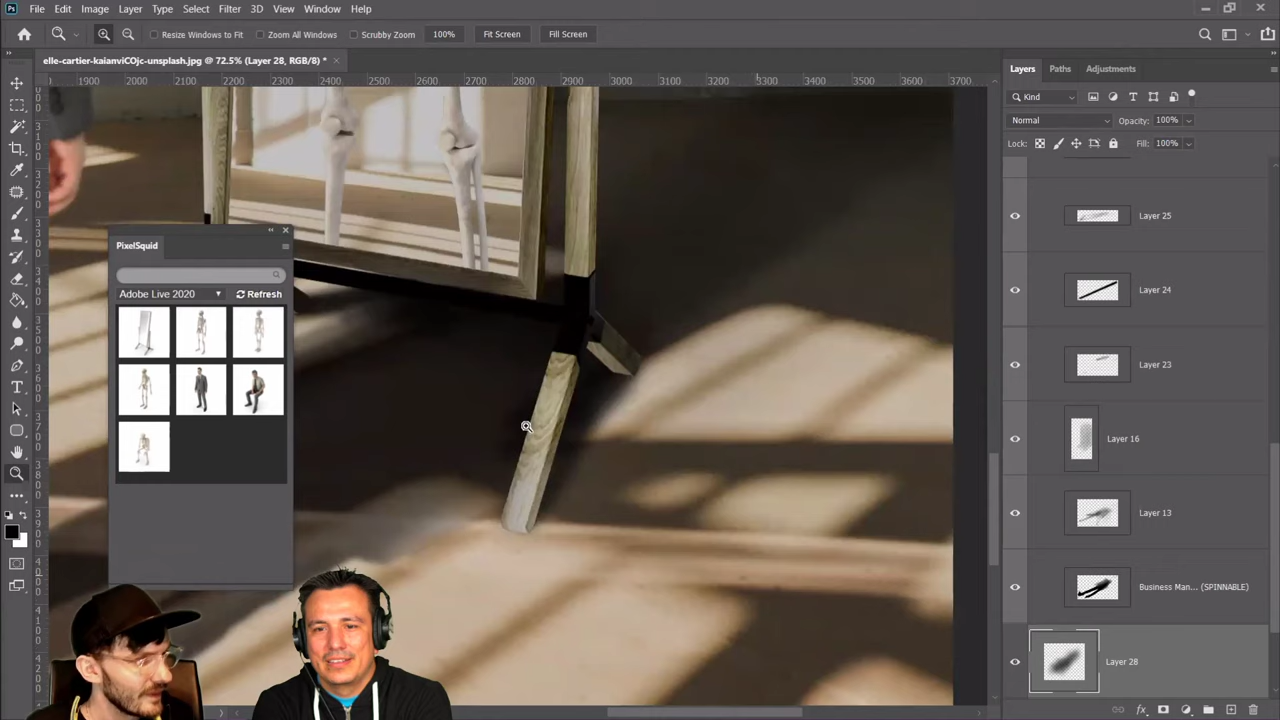 Ps File Edit Image Layer Type Select Filter 3D View Window Help
Resize Windows to Fit Zoom All Windows Scrubby Zoom 100% Fit Screen Fill Screen
elle-cartier-kaianviCOjc-unsplash.jpg @ 72.5% (Layer 28, RGB/8) *
1900 2000 2100 2200 2300 2400 2500 2600 2700 2800 2900 3000 3100 3200 3300 3400 3500 3600 3700
Layers Paths Adjustments
Kind
Normal Opacity: 100%
Lock: Fill: 100%
Layer 25
PixelSquid
Adobe Live 2020 Refresh
Layer 24
Layer 23
Layer 16
Layer 13
Business Man... (SPINNABLE)
Layer 28